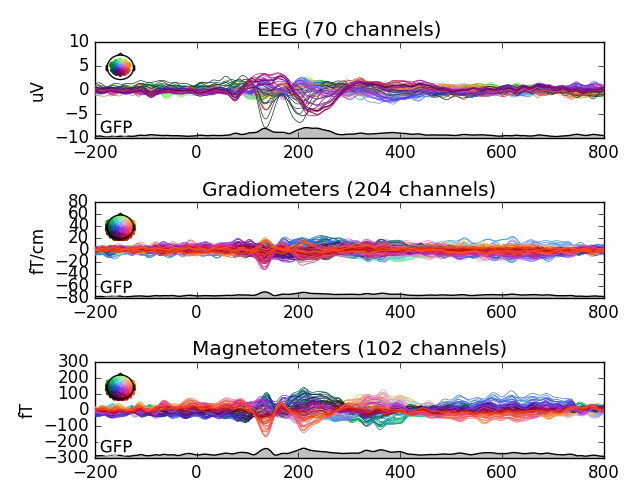 EEG (70 channels)
10
5
0
−5
−10
uV
GFP
−200 0 200 400 600 800
Gradiometers (204 channels)
80
60
40
20
0
−20
−40
−60
−80
fT/cm
GFP
−200 0 200 400 600 800
Magnetometers (102 channels)
300
200
100
0
−100
−200
−300
fT
GFP
−200 0 200 400 600 800